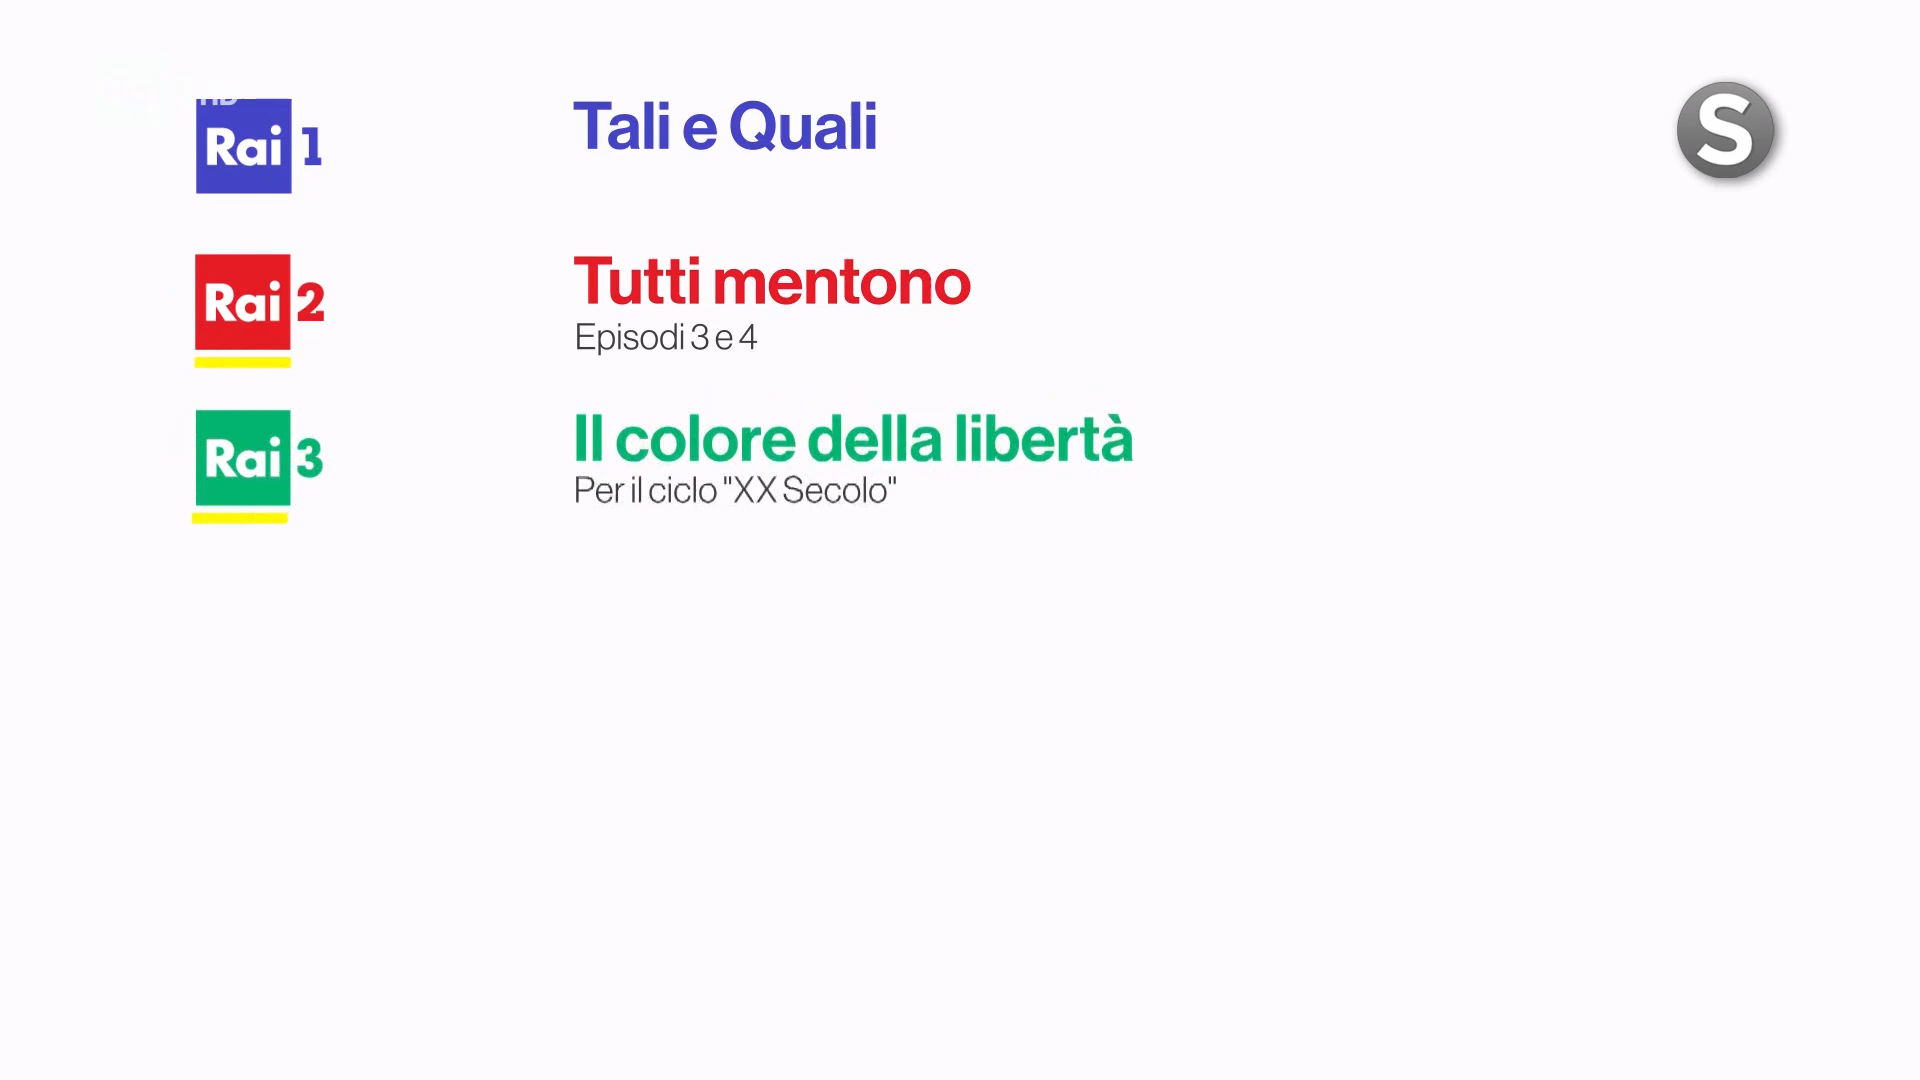 Rai 1
Tali e Quali
S
Rai 2
Tutti mentono
Episodi 3 e 4
Rai 3
Il colore della libertà
Per il ciclo "XX Secolo"